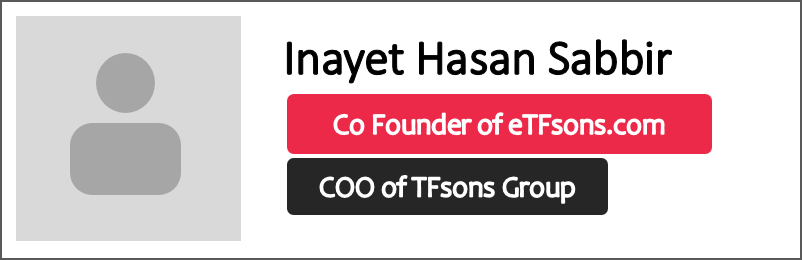 Inayet Hasan Sabbir
Co Founder of eTFsons.com
COO of TFsons Group